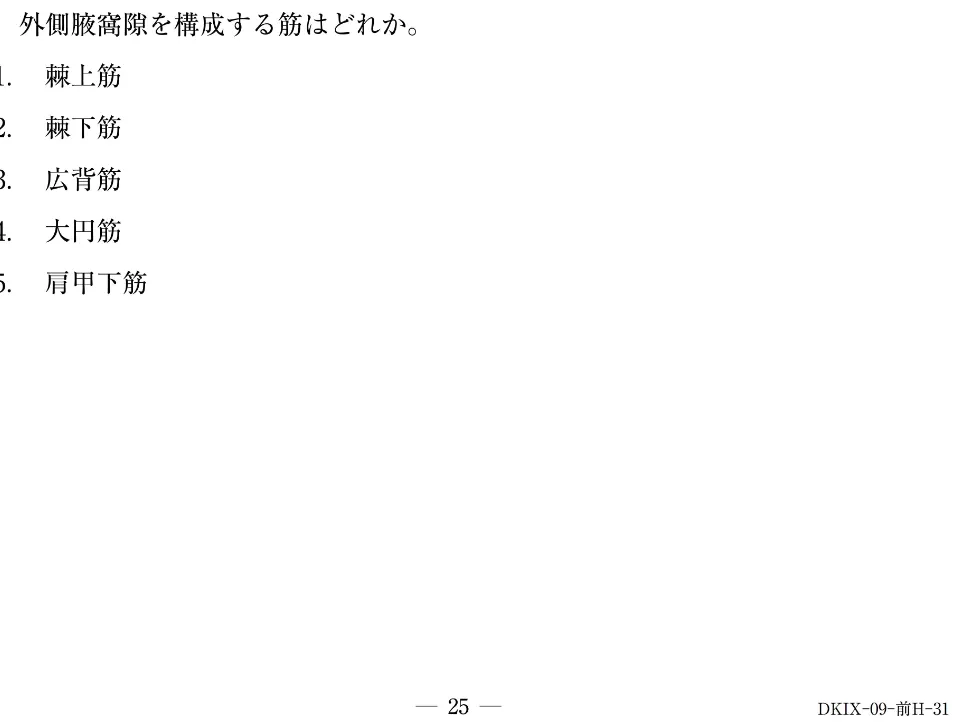 外側腋窩隙を構成する筋はどれか。
1. 棘上筋
2. 棘下筋
3. 広背筋
4. 大円筋
5. 肩甲下筋
— 25 —
DKIX-09-前H-31